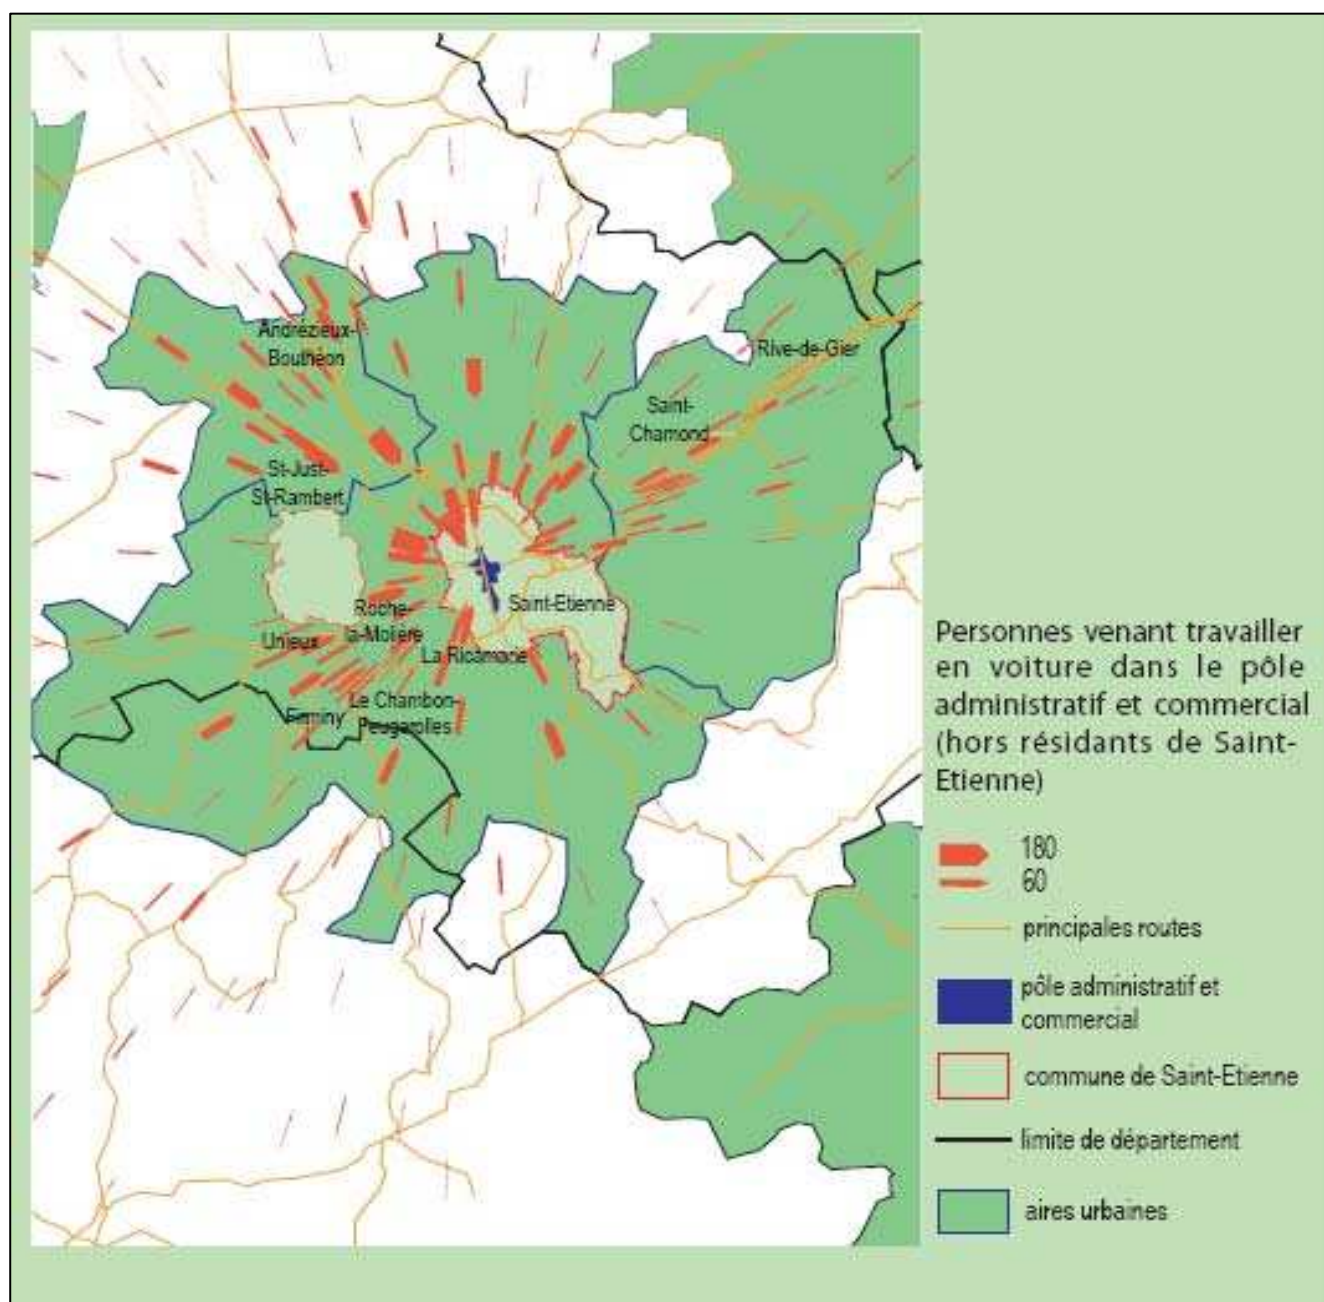 Andrézieux-
Bouthéon
Rive-de-Gier
Saint-
Chamond
St-Just-
St-Rambert
Roche-
la-Molière
Saint-Etienne
Unieux
La Ricamarie
Le Chambon-
Feugerolles
Firminy
Personnes venant travailler
en voiture dans le pôle
administratif et commercial
(hors résidants de Saint-
Etienne)
180
60
principales routes
pôle administratif et
commercial
commune de Saint-Etienne
limite de département
aires urbaines